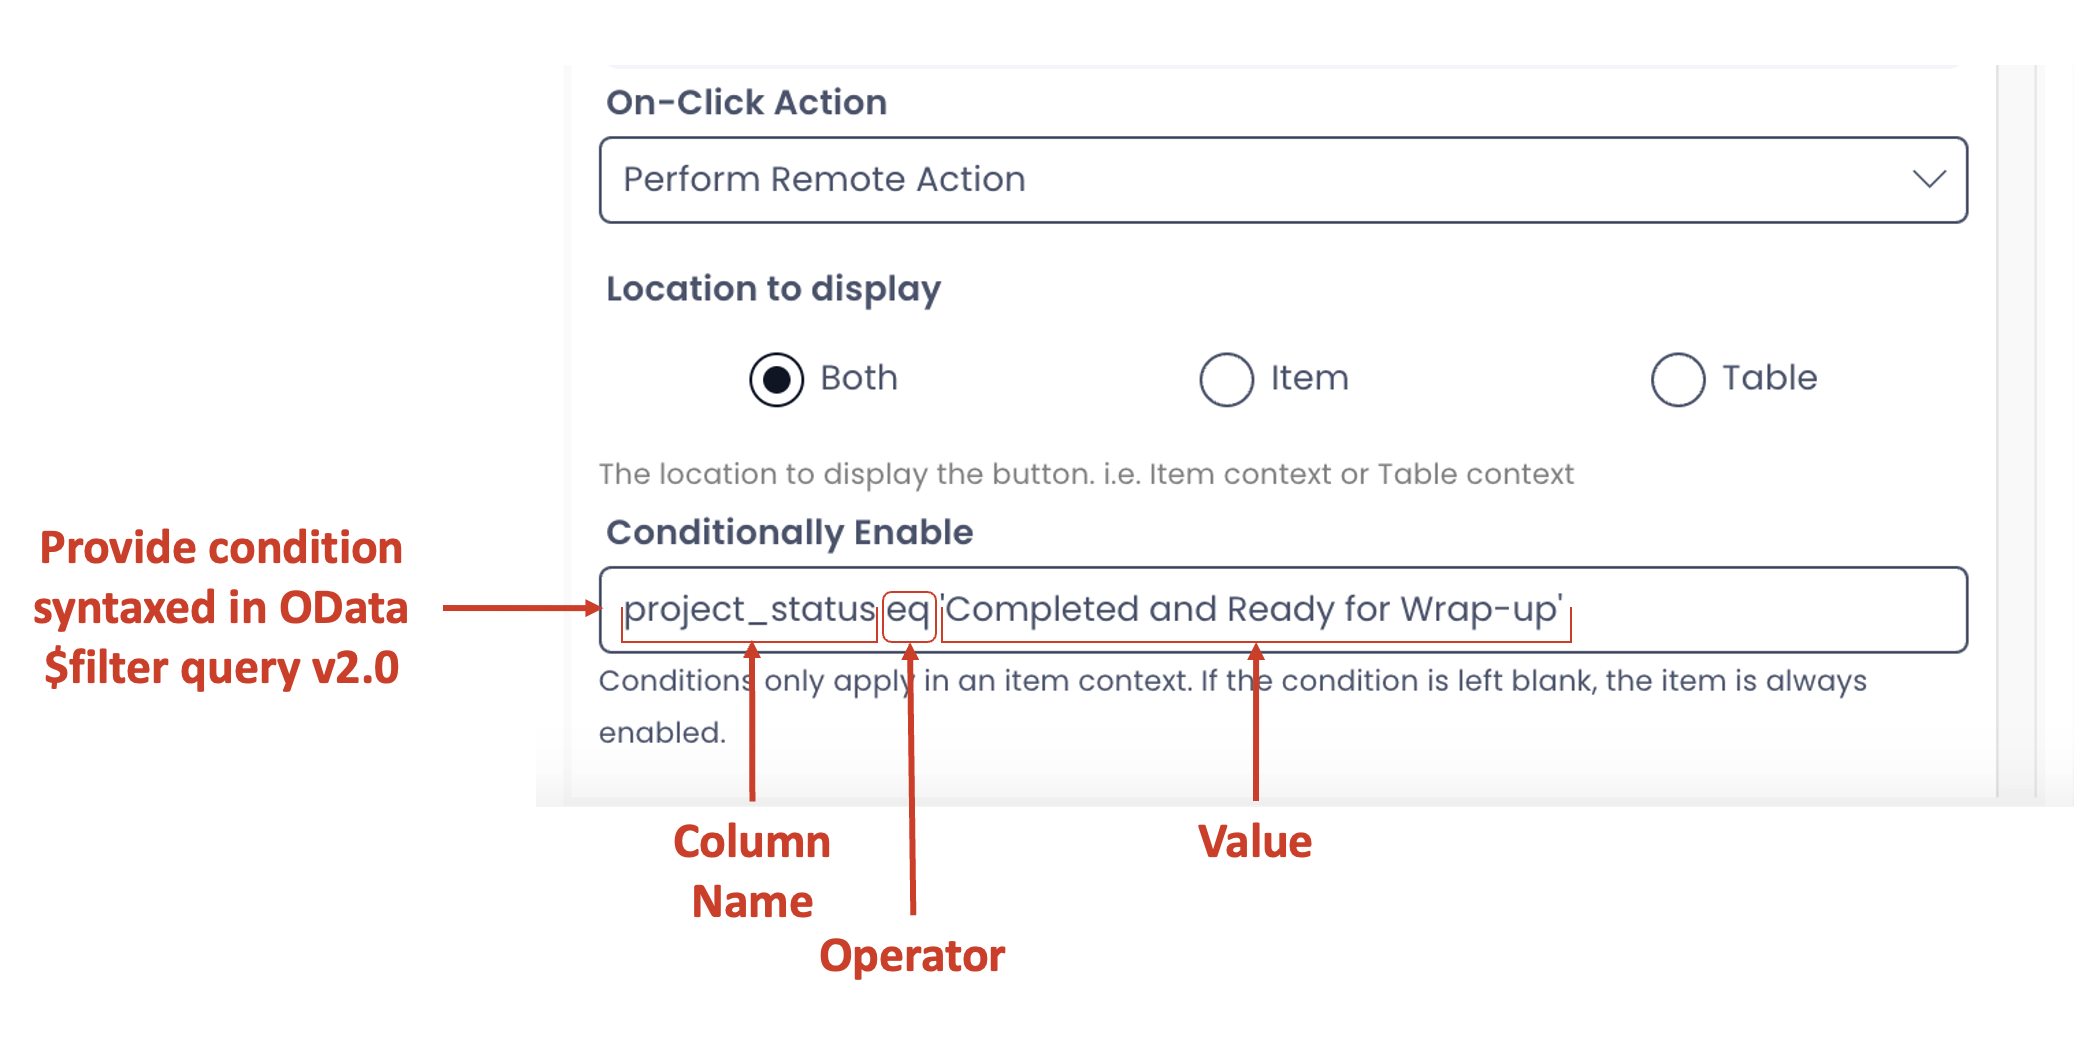 On-Click Action
Perform Remote Action
Location to display
Both Item Table
The location to display the button. i.e. Item context or Table context
Conditionally Enable
Provide condition
syntaxed in OData
$filter query v2.0
project_status eq 'Completed and Ready for Wrap-up'
Conditions only apply in an item context. If the condition is left blank, the item is always
enabled.
Column
Name
Value
Operator